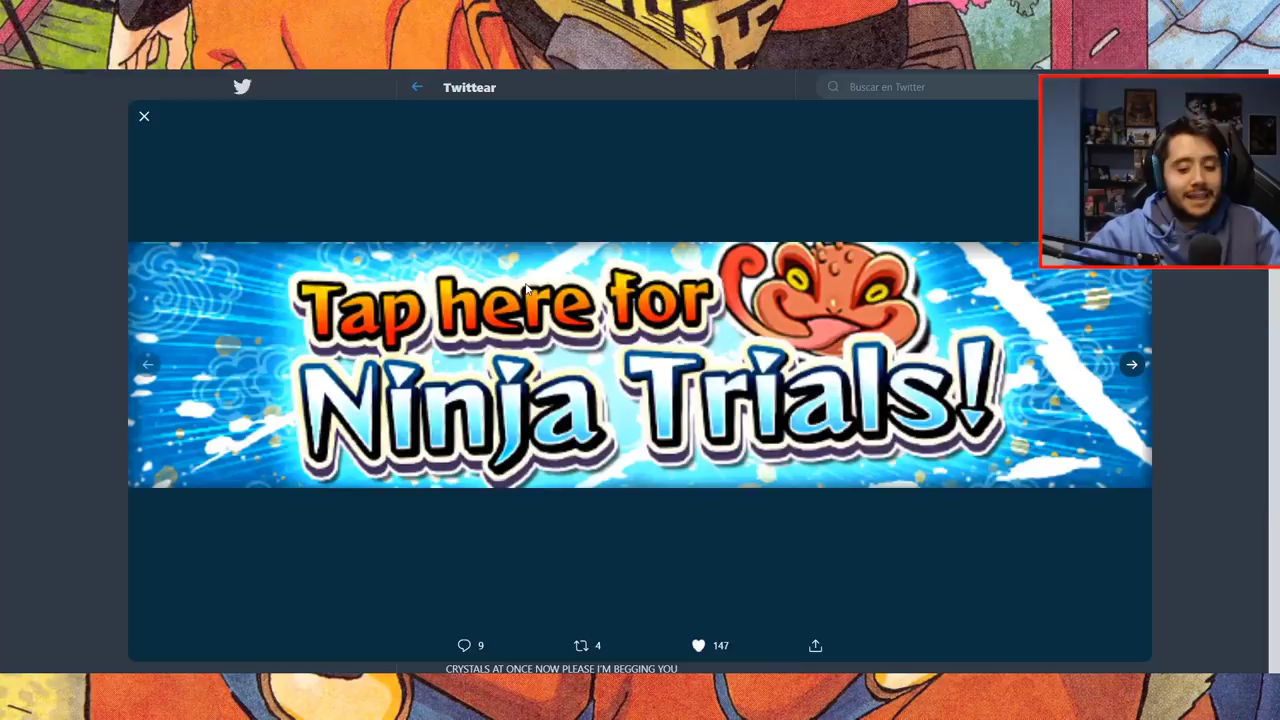 Twittear
Buscar en Twitter
Tap here for
Ninja Trials!
9
4
147
CRYSTALS AT ONCE NOW PLEASE I'M BEGGING YOU